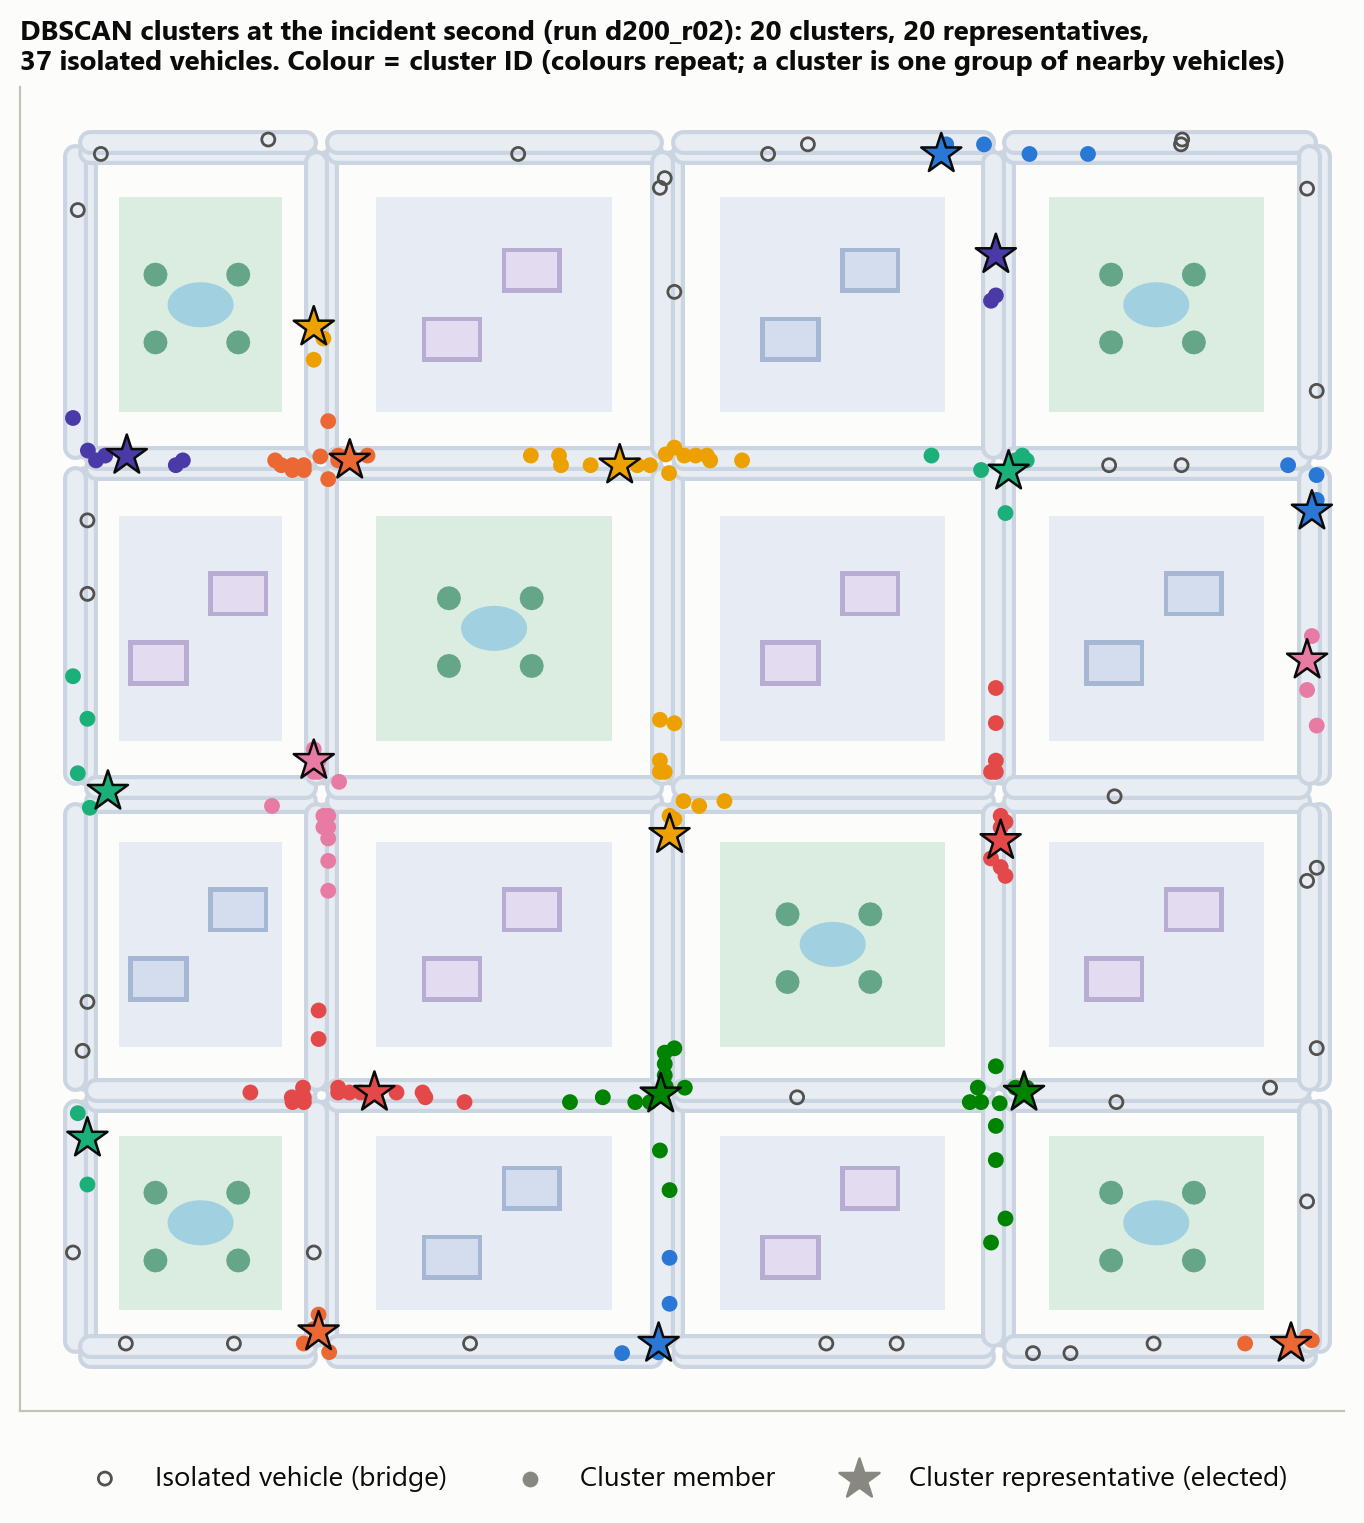 DBSCAN clusters at the incident second (run d200_r02): 20 clusters, 20 representatives,
37 isolated vehicles. Colour = cluster ID (colours repeat; a cluster is one group of nearby vehicles)
Isolated vehicle (bridge)
Cluster member
Cluster representative (elected)